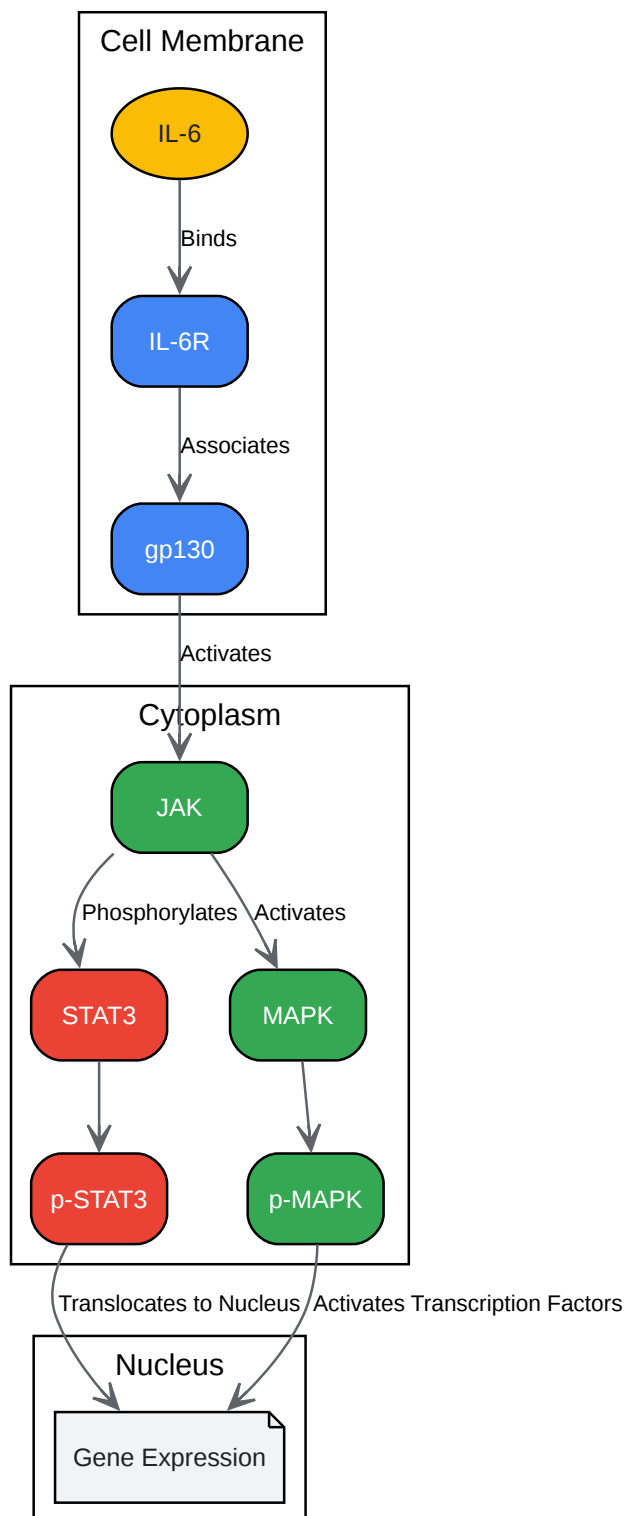 Cell Membrane
IL-6
Binds
IL-6R
Associates
gp130
Activates
Cytoplasm
JAK
Phosphorylates
Activates
STAT3
MAPK
p-STAT3
p-MAPK
Translocates to Nucleus
Activates Transcription Factors
Nucleus
Gene Expression